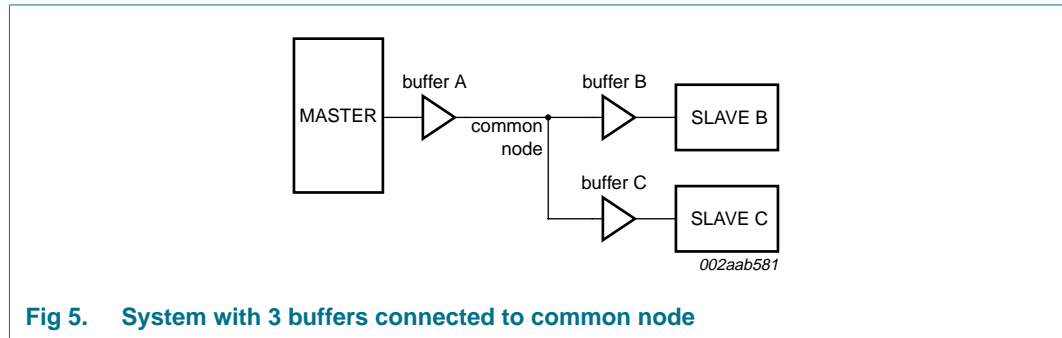 buffer A
buffer B
MASTER
SLAVE B
common
node
buffer C
SLAVE C
002aab581
Fig 5. System with 3 buffers connected to common node